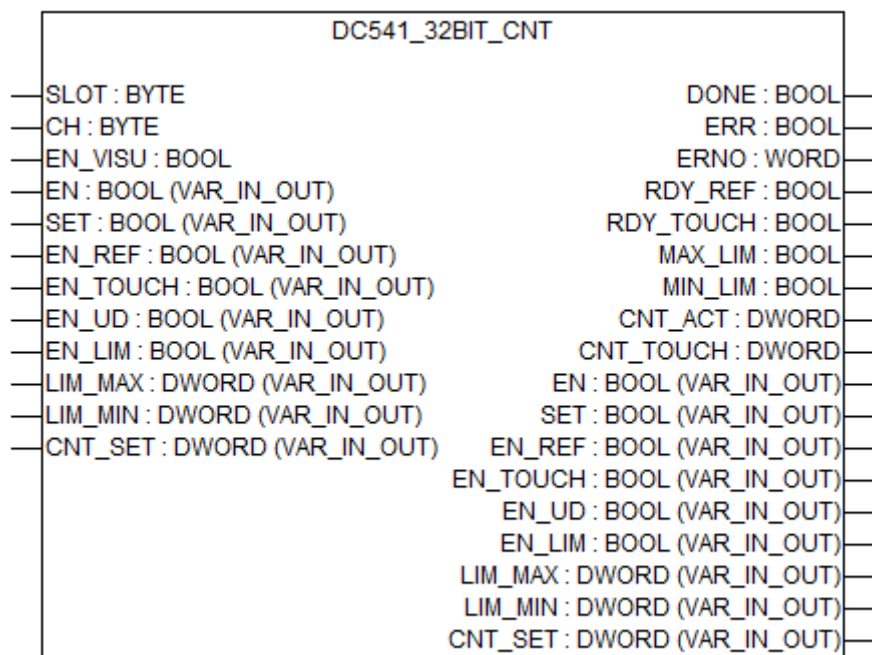 DC541_32BIT_CNT
SLOT : BYTE DONE : BOOL
CH : BYTE ERR : BOOL
EN_VISU : BOOL ERNO : WORD
EN : BOOL (VAR_IN_OUT) RDY_REF : BOOL
SET : BOOL (VAR_IN_OUT) RDY_TOUCH : BOOL
EN_REF : BOOL (VAR_IN_OUT) MAX_LIM : BOOL
EN_TOUCH : BOOL (VAR_IN_OUT) MIN_LIM : BOOL
EN_UD : BOOL (VAR_IN_OUT) CNT_ACT : DWORD
EN_LIM : BOOL (VAR_IN_OUT) CNT_TOUCH : DWORD
LIM_MAX : DWORD (VAR_IN_OUT) EN : BOOL (VAR_IN_OUT)
LIM_MIN : DWORD (VAR_IN_OUT) SET : BOOL (VAR_IN_OUT)
CNT_SET : DWORD (VAR_IN_OUT) EN_REF : BOOL (VAR_IN_OUT)
EN_TOUCH : BOOL (VAR_IN_OUT)
EN_UD : BOOL (VAR_IN_OUT)
EN_LIM : BOOL (VAR_IN_OUT)
LIM_MAX : DWORD (VAR_IN_OUT)
LIM_MIN : DWORD (VAR_IN_OUT)
CNT_SET : DWORD (VAR_IN_OUT)